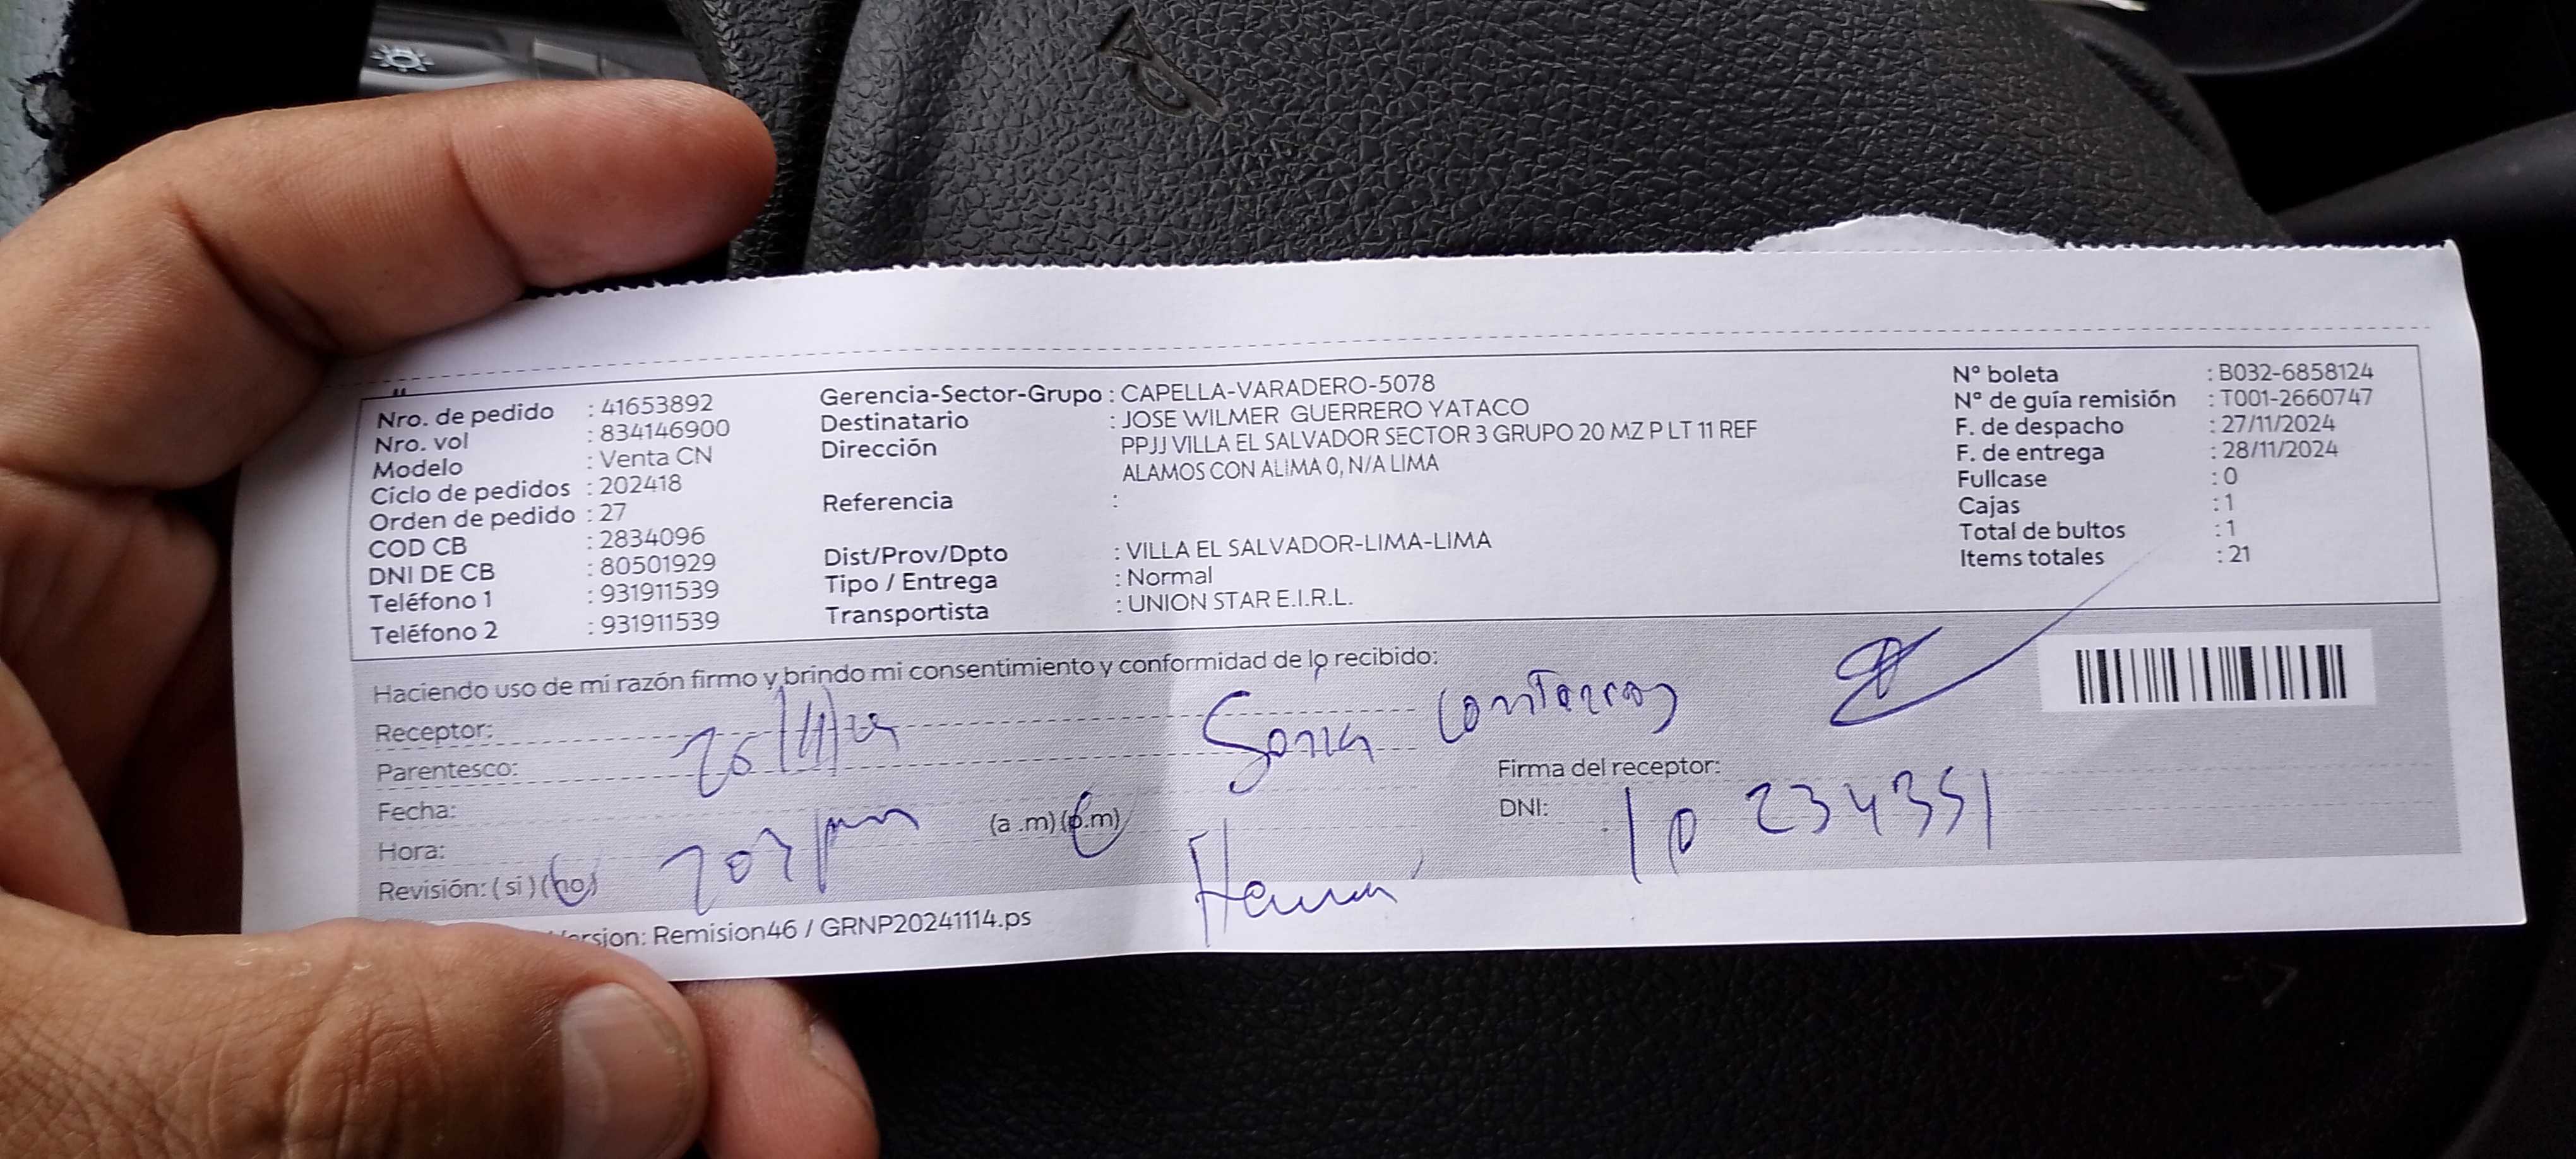 Nro. de pedido : 41653892
Nro. vol : 834146900
Modelo : Venta CN
Ciclo de pedidos : 202418
Orden de pedido : 27
COD CB : 2834096
DNI DE CB : 80501929
Teléfono 1 : 931911539
Teléfono 2 : 931911539
Gerencia-Sector-Grupo : CAPELLA-VARADERO-5078
Destinatario : JOSE WILMER GUERRERO YATACO
Dirección PPJJ VILLA EL SALVADOR SECTOR 3 GRUPO 20 MZ P LT 11 REF
ALAMOS CON ALIMA 0, N/A LIMA
Referencia :
Dist/Prov/Dpto : VILLA EL SALVADOR-LIMA-LIMA
Tipo / Entrega : Normal
Transportista : UNION STAR E.I.R.L.
N° boleta : B032-6858124
N° de guía remisión : T001-2660747
F. de despacho : 27/11/2024
F. de entrega : 28/11/2024
Fullcase : 0
Cajas : 1
Total de bultos : 1
Items totales : 21
Haciendo uso de mi razón firmo y brindo mi consentimiento y conformidad de lo recibido:
Receptor: Sonia Contreras
Parentesco:
Firma del receptor:
Fecha:
DNI: 10234351
Hora: (a .m) (p.m)
Revisión: ( si ) (no)
Version: Remision46 / GRNP20241114.ps